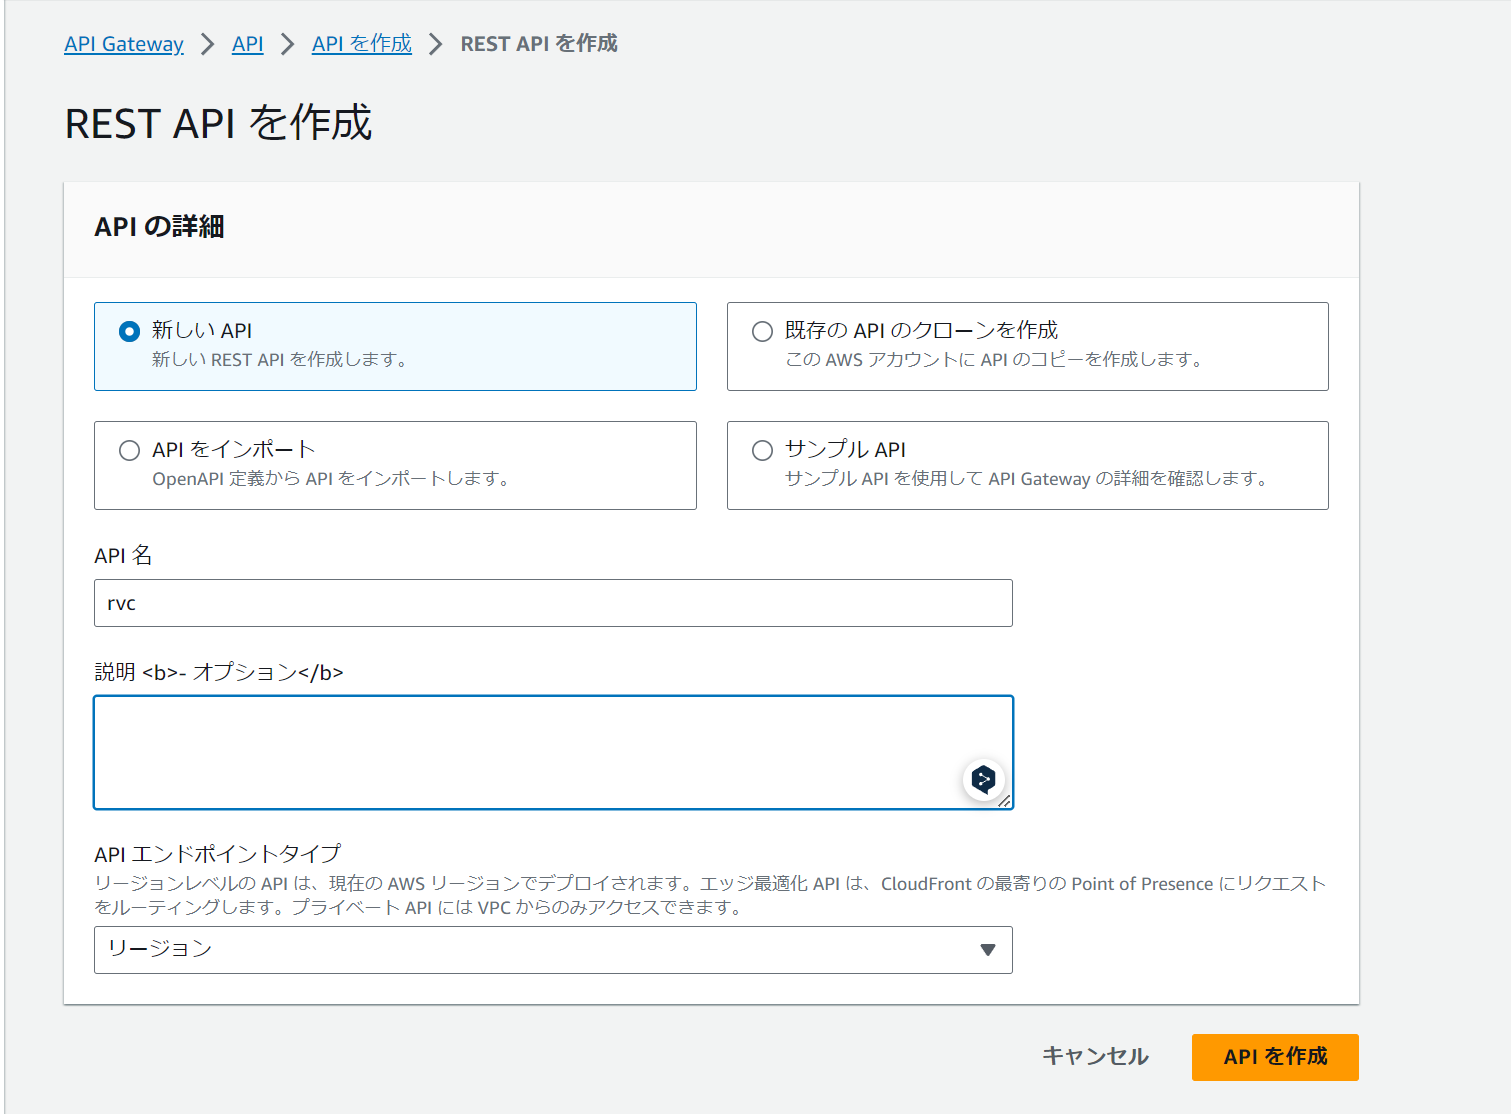 API Gateway > API > API を作成 > REST API を作成
REST API を作成
API の詳細
新しい API
新しい REST API を作成します。
既存の API のクローンを作成
この AWS アカウントに API のコピーを作成します。
API をインポート
OpenAPI 定義から API をインポートします。
サンプル API
サンプル API を使用して API Gateway の詳細を確認します。
API 名
rvc
説明 <b>- オプション</b>
API エンドポイントタイプ
リージョンレベルの API は、現在の AWS リージョンでデプロイされます。エッジ最適化 API は、CloudFront の最寄りの Point of Presence にリクエスト
をルーティングします。プライベート API には VPC からのみアクセスできます。
リージョン
キャンセル
API を作成